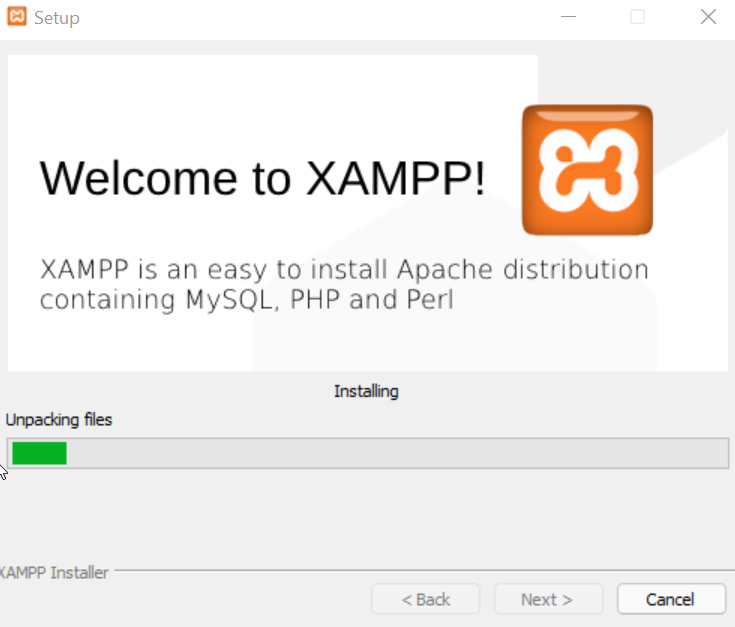 Setup
Welcome to XAMPP!
XAMPP is an easy to install Apache distribution
containing MySQL, PHP and Perl
Installing
Unpacking files
XAMPP Installer
< Back
Next >
Cancel